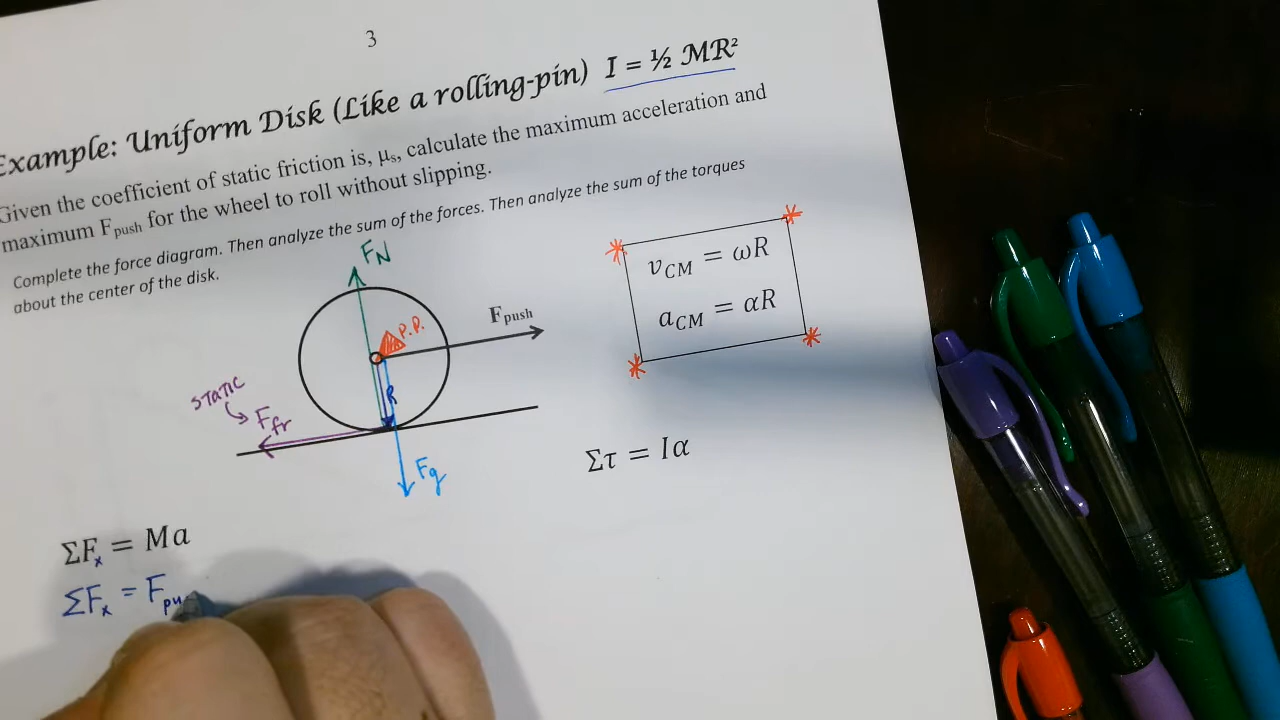 3
Example: Uniform Disk (Like a rolling-pin) I = ½ MR²
Given the coefficient of static friction is, μs, calculate the maximum acceleration and
maximum Fpush for the wheel to roll without slipping.
Complete the force diagram. Then analyze the sum of the forces. Then analyze the sum of the torques
about the center of the disk.
FN
P.P.
Fpush
R
STATIC
Ffr
Fg
vCM = ωR
aCM = αR
Στ = Iα
ΣFx = Ma
ΣFx = Fpu